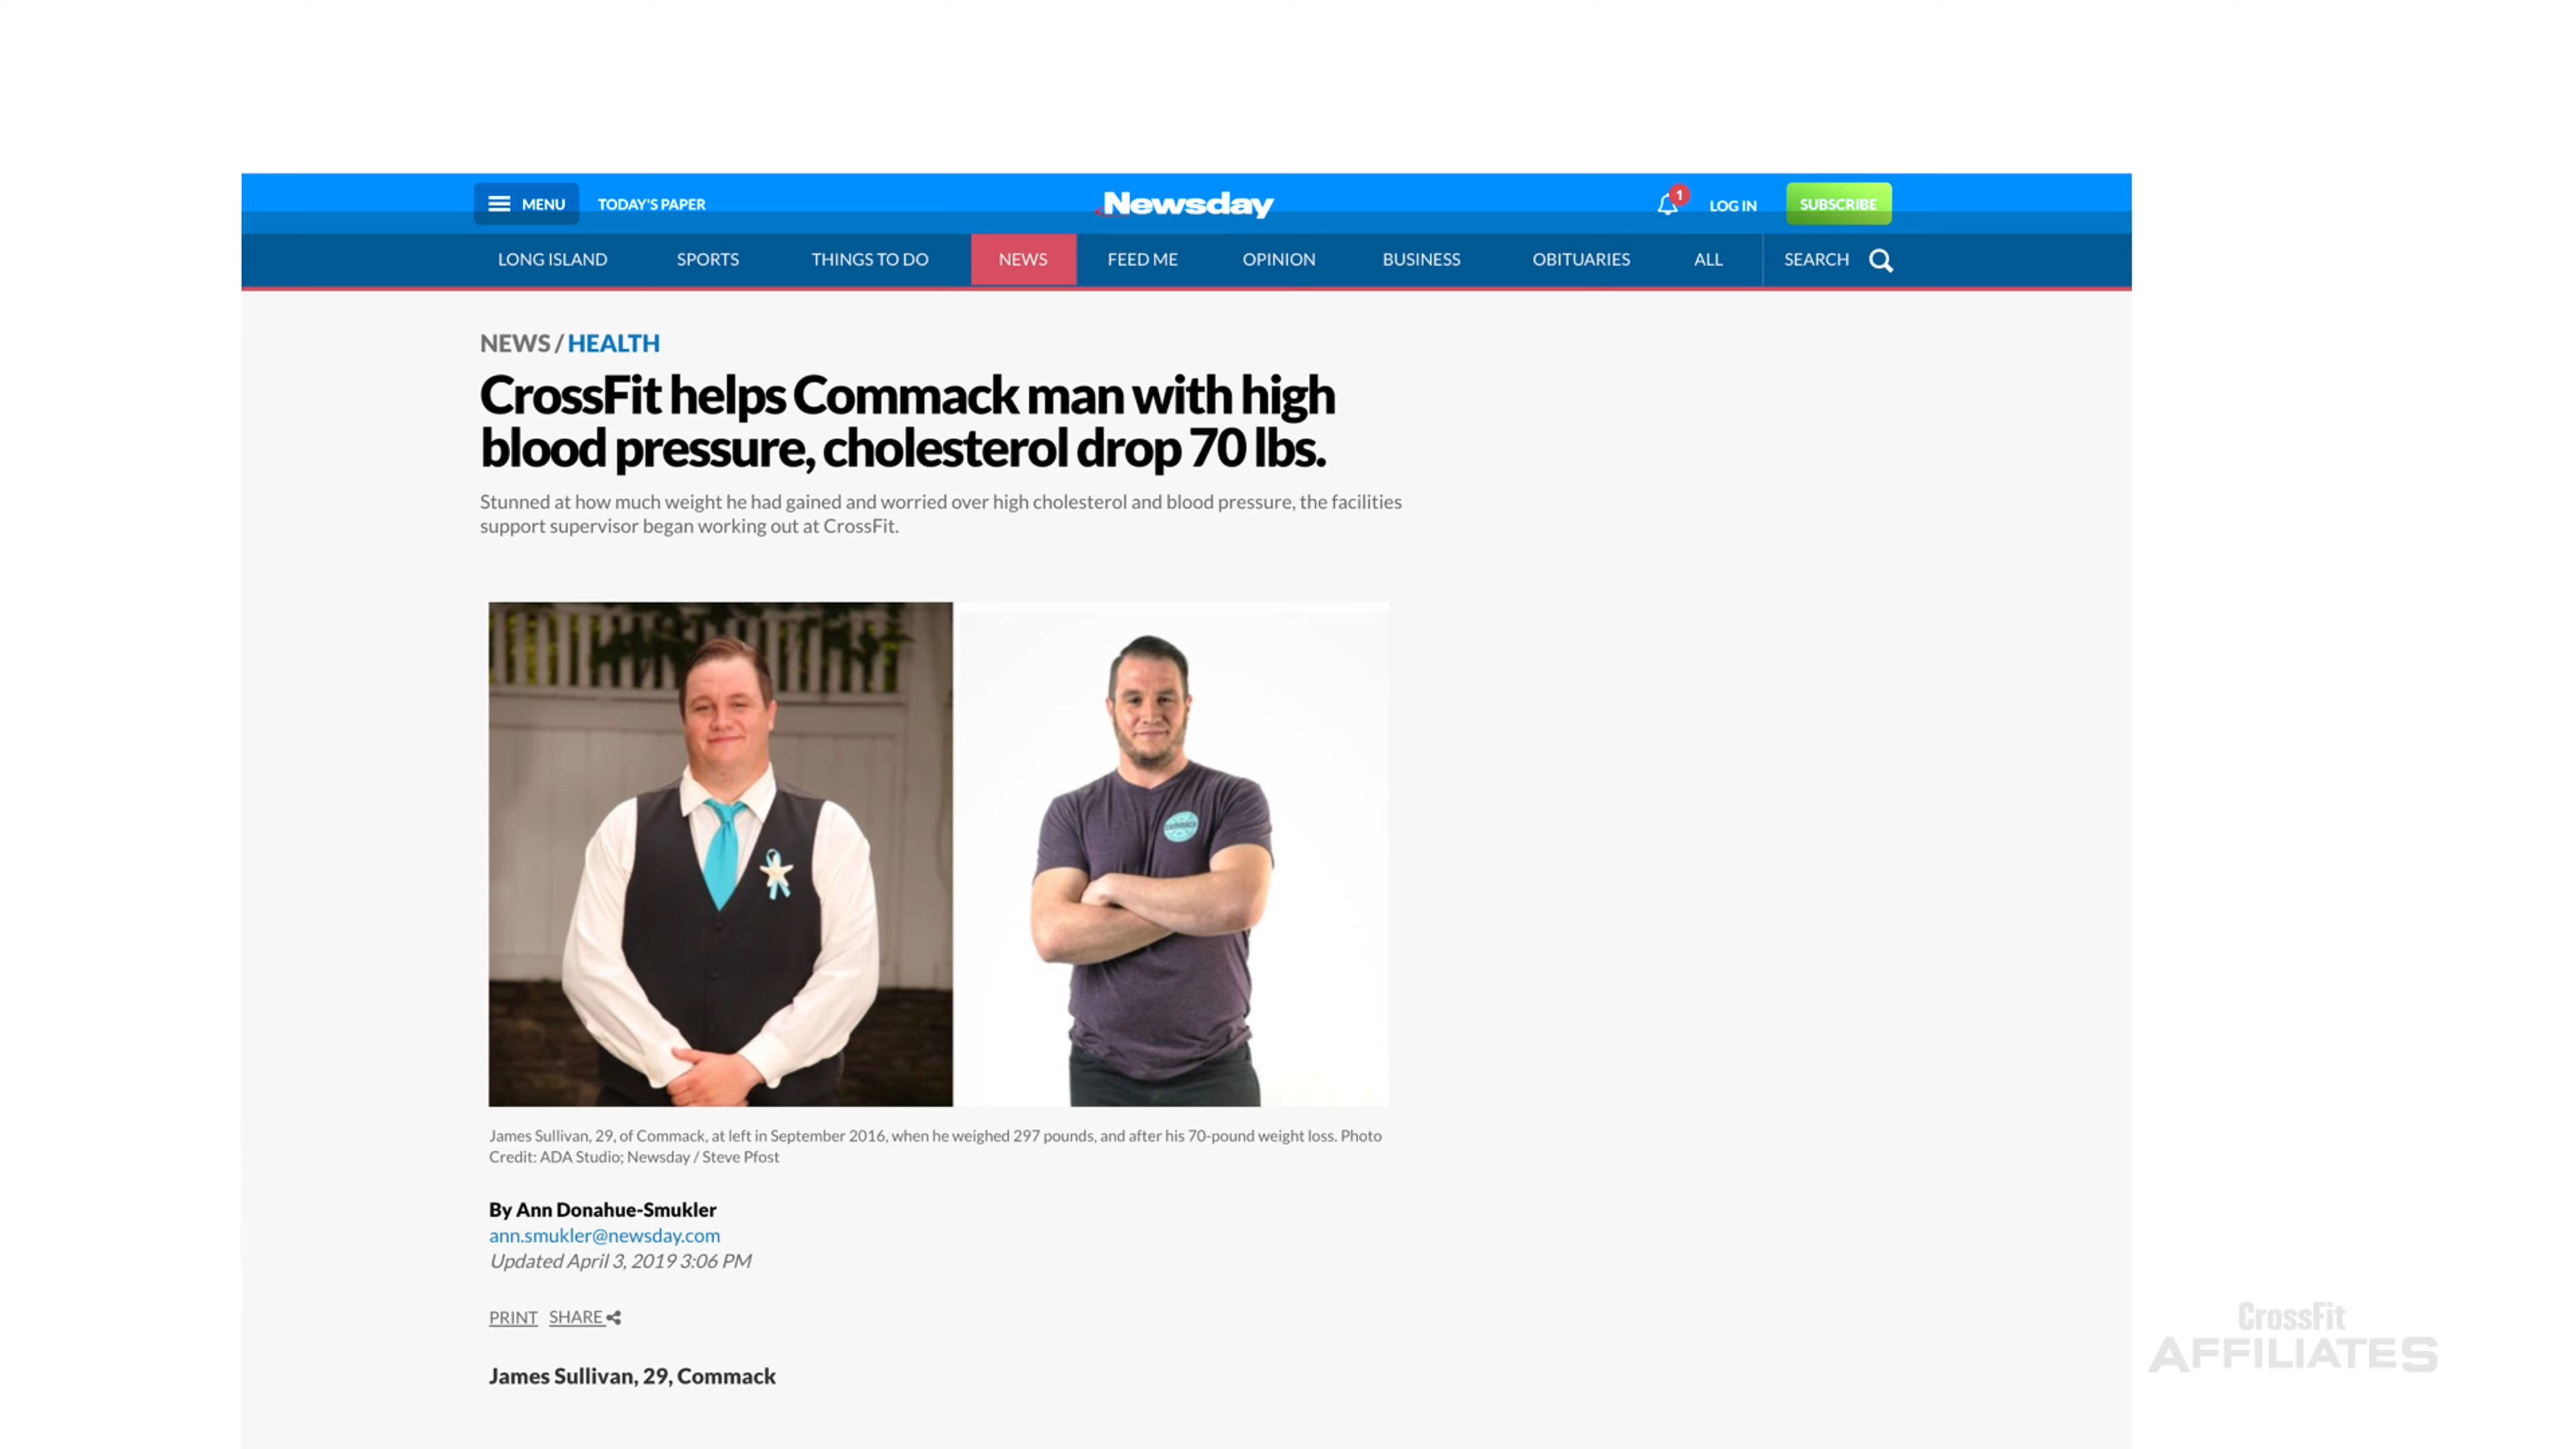 MENU
TODAY'S PAPER
Newsday
1
LOG IN
SUBSCRIBE
LONG ISLAND
SPORTS
THINGS TO DO
NEWS
FEED ME
OPINION
BUSINESS
OBITUARIES
ALL
SEARCH
NEWS / HEALTH
CrossFit helps Commack man with high
blood pressure, cholesterol drop 70 lbs.
Stunned at how much weight he had gained and worried over high cholesterol and blood pressure, the facilities
support supervisor began working out at CrossFit.
James Sullivan, 29, of Commack, at left in September 2016, when he weighed 297 pounds, and after his 70-pound weight loss. Photo
Credit: ADA Studio; Newsday / Steve Pfost
By Ann Donahue-Smukler
ann.smukler@newsday.com
Updated April 3, 2019 3:06 PM
PRINT SHARE
James Sullivan, 29, Commack
CrossFit
AFFILIATES